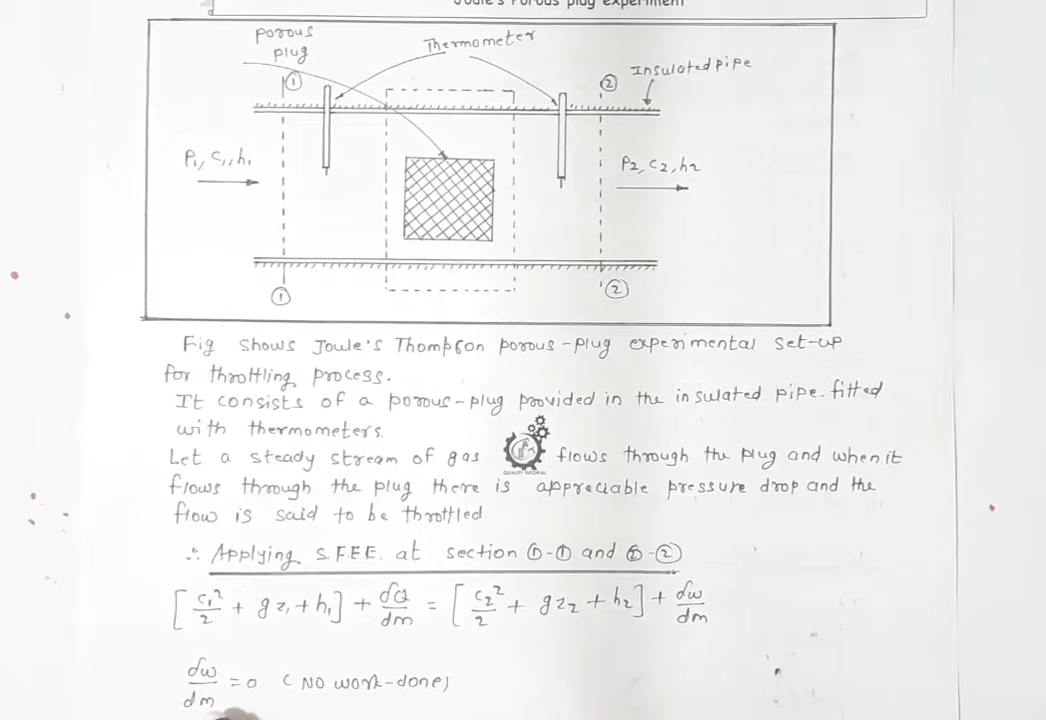 Joule's Porous plug experiment
porous
plug
Thermometer
Insulated pipe
①
②
P1, C1, h1
P2, C2, h2
①
②
Fig shows Joule's Thompson porous-plug experimental set-up
for throttling process.
It consists of a porous-plug provided in the insulated pipe fitted
with thermometers.
Let a steady stream of gas flows through the plug and when it
flows through the plug there is appreciable pressure drop and the
flow is said to be throttled.
∴ Applying S.F.E.E. at section ①-① and ②-②
[C1²/2 + gz1 + h1] + dQ/dm = [C2²/2 + gz2 + h2] + dw/dm
dw/dm = 0 (No work-done)